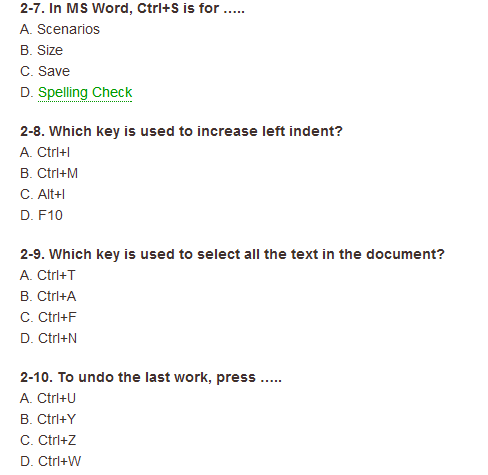 2-7. In MS Word, Ctrl+S is for …..
A. Scenarios
B. Size
C. Save
D. Spelling Check
2-8. Which key is used to increase left indent?
A. Ctrl+I
B. Ctrl+M
C. Alt+I
D. F10
2-9. Which key is used to select all the text in the document?
A. Ctrl+T
B. Ctrl+A
C. Ctrl+F
D. Ctrl+N
2-10. To undo the last work, press …..
A. Ctrl+U
B. Ctrl+Y
C. Ctrl+Z
D. Ctrl+W